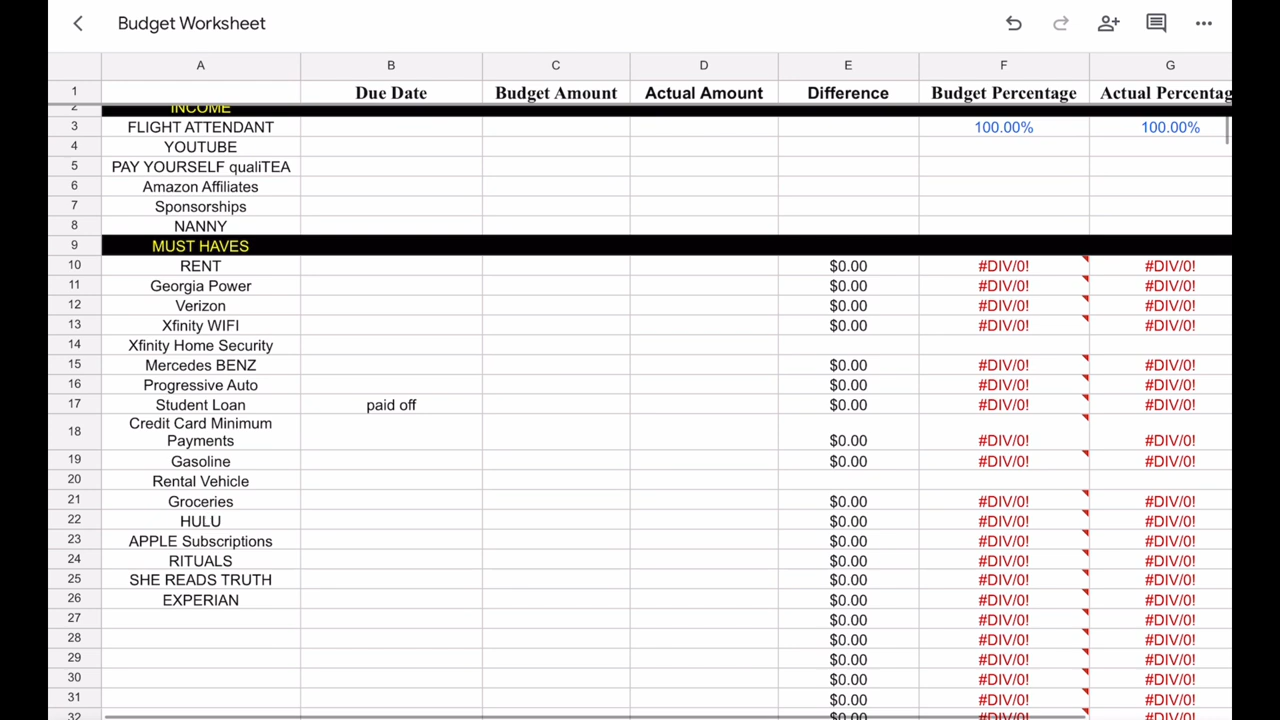 Budget Worksheet
A B C D E F G
1 Due Date Budget Amount Actual Amount Difference Budget Percentage Actual Percentag
2 INCOME
3 FLIGHT ATTENDANT 100.00% 100.00%
4 YOUTUBE
5 PAY YOURSELF qualiTEA
6 Amazon Affiliates
7 Sponsorships
8 NANNY
9 MUST HAVES
10 RENT $0.00 #DIV/0! #DIV/0!
11 Georgia Power $0.00 #DIV/0! #DIV/0!
12 Verizon $0.00 #DIV/0! #DIV/0!
13 Xfinity WIFI $0.00 #DIV/0! #DIV/0!
14 Xfinity Home Security
15 Mercedes BENZ $0.00 #DIV/0! #DIV/0!
16 Progressive Auto $0.00 #DIV/0! #DIV/0!
17 Student Loan paid off $0.00 #DIV/0! #DIV/0!
Credit Card Minimum
18 Payments $0.00 #DIV/0! #DIV/0!
19 Gasoline $0.00 #DIV/0! #DIV/0!
20 Rental Vehicle
21 Groceries $0.00 #DIV/0! #DIV/0!
22 HULU $0.00 #DIV/0! #DIV/0!
23 APPLE Subscriptions $0.00 #DIV/0! #DIV/0!
24 RITUALS $0.00 #DIV/0! #DIV/0!
25 SHE READS TRUTH $0.00 #DIV/0! #DIV/0!
26 EXPERIAN $0.00 #DIV/0! #DIV/0!
27 $0.00 #DIV/0! #DIV/0!
28 $0.00 #DIV/0! #DIV/0!
29 $0.00 #DIV/0! #DIV/0!
30 $0.00 #DIV/0! #DIV/0!
31 $0.00 #DIV/0! #DIV/0!
32 $0.00 #DIV/0! #DIV/0!